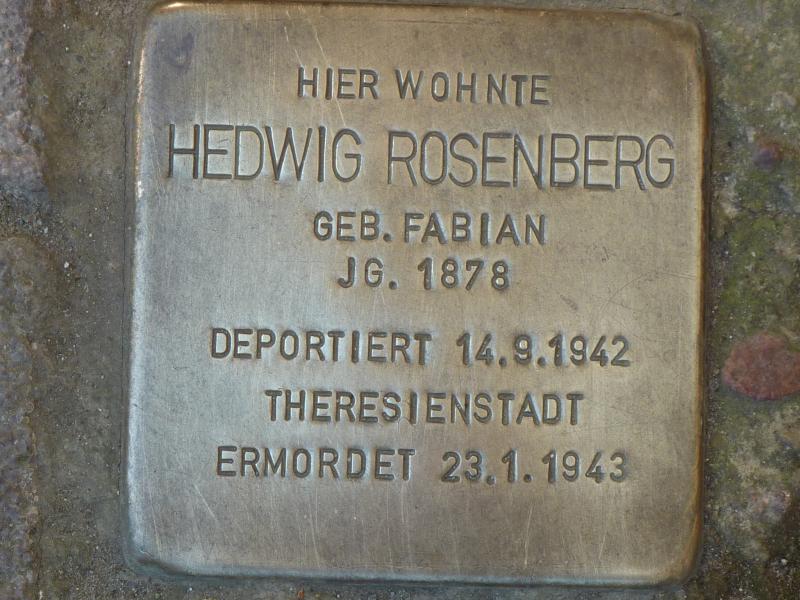 HIER WOHNTE
HEDWIG ROSENBERG
GEB. FABIAN
JG. 1878
DEPORTIERT 14.9.1942
THERESIENSTADT
ERMORDET 23.1.1943